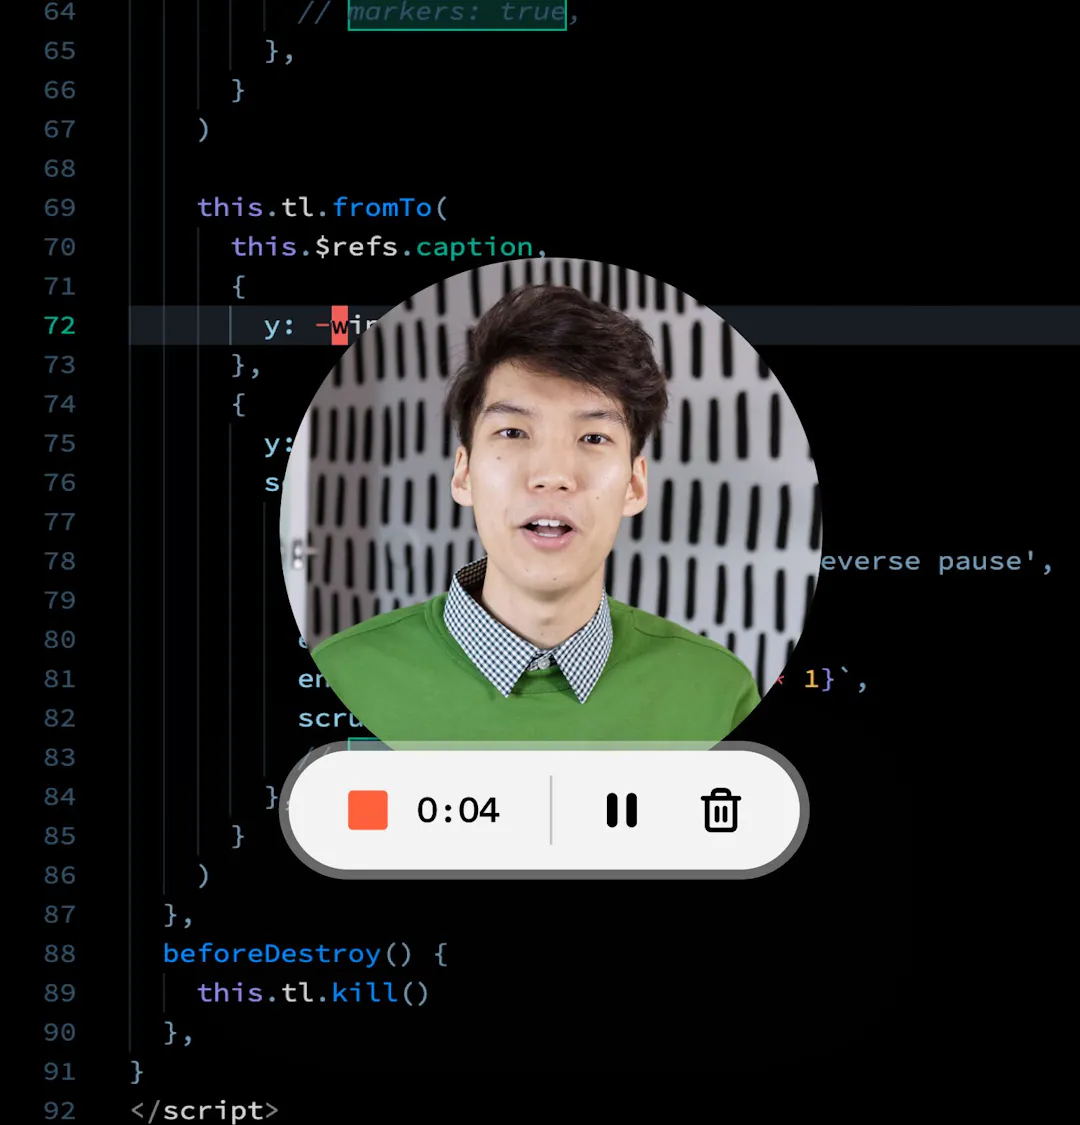 64 // markers: true,
65 },
66 }
67 )
68
69 this.tl.fromTo(
70 this.$refs.caption,
71 {
72 y: -wi
73 },
74 {
75 y:
76 s
77
78 everse pause',
79
80
81 en * 1}`,
82 scru
83 //
84 },
85 }
86 )
87 },
88 beforeDestroy() {
89 this.tl.kill()
90 },
91 }
92 </script>
0:04